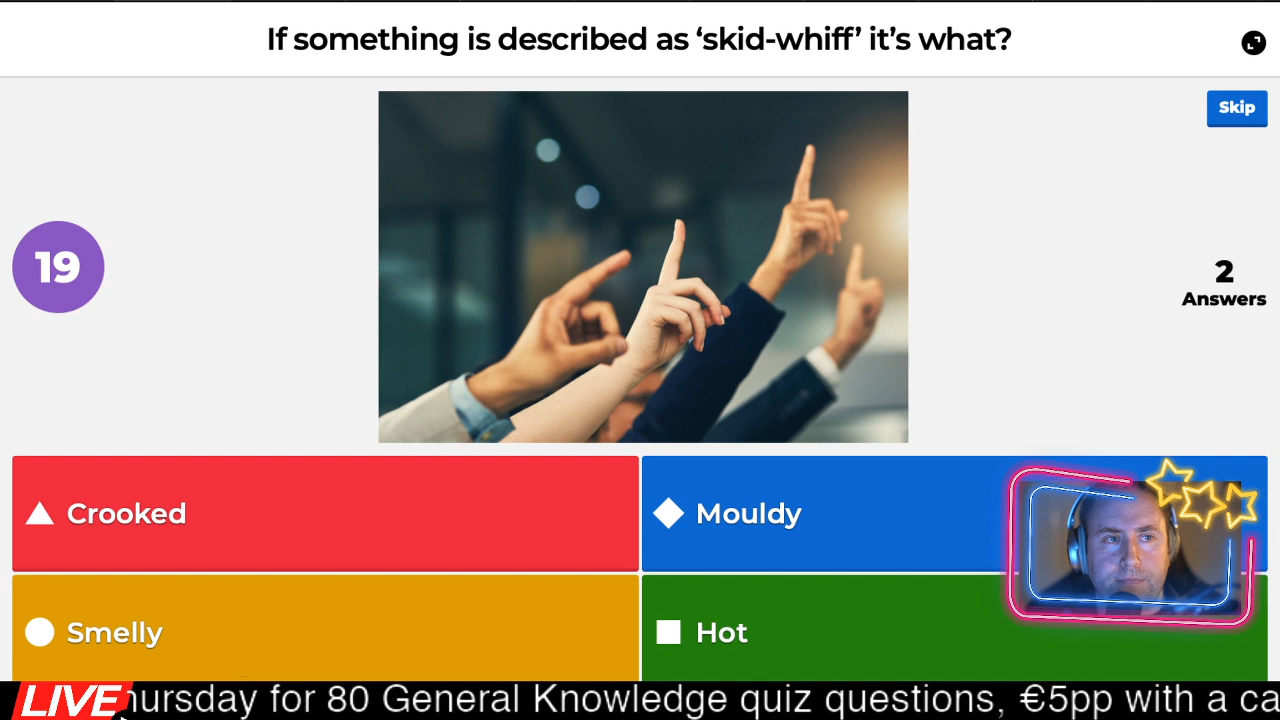 If something is described as ‘skid-whiff’ it’s what?
Skip
19
2
Answers
Crooked
Mouldy
Smelly
Hot
LIVE hursday for 80 General Knowledge quiz questions, €5pp with a ca